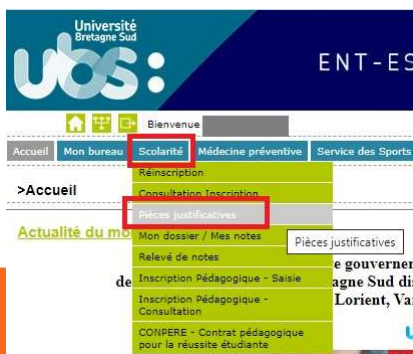 Université
Bretagne Sud
ubs:
ENT-ES
Bienvenue
Accueil Mon bureau Scolarité Médecine préventive Service des Sports
Réinscription
>Accueil
Consultation Inscription
Pièces justificatives
Actualité du mo
Mon dossier / Mes notes
Pièces justificatives
Relevé de notes
e gouvernem
Inscription Pédagogique - Saisie
de
agne Sud dis
Inscription Pédagogique -
Consultation
Lorient, Va
CONPERE - Contrat pédagogique
pour la réussite étudiante